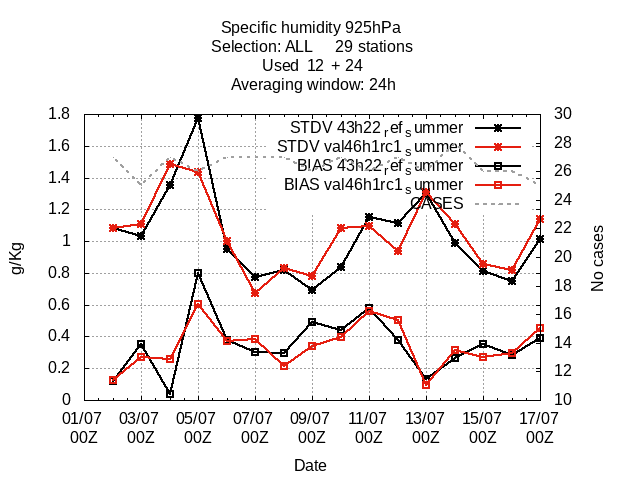 Specific humidity 925hPa
Selection: ALL 29 stations
Used 12 + 24
Averaging window: 24h
STDV 43h22_ref_summer
STDV val46h1rc1_summer
BIAS 43h22_ref_summer
BIAS val46h1rc1_summer
CASES
1.8
1.6
1.4
1.2
1
0.8
0.6
0.4
0.2
0
g/Kg
30
28
26
24
22
20
18
16
14
12
10
No cases
01/07 03/07 05/07 07/07 09/07 11/07 13/07 15/07 17/07
00Z 00Z 00Z 00Z 00Z 00Z 00Z 00Z 00Z
Date